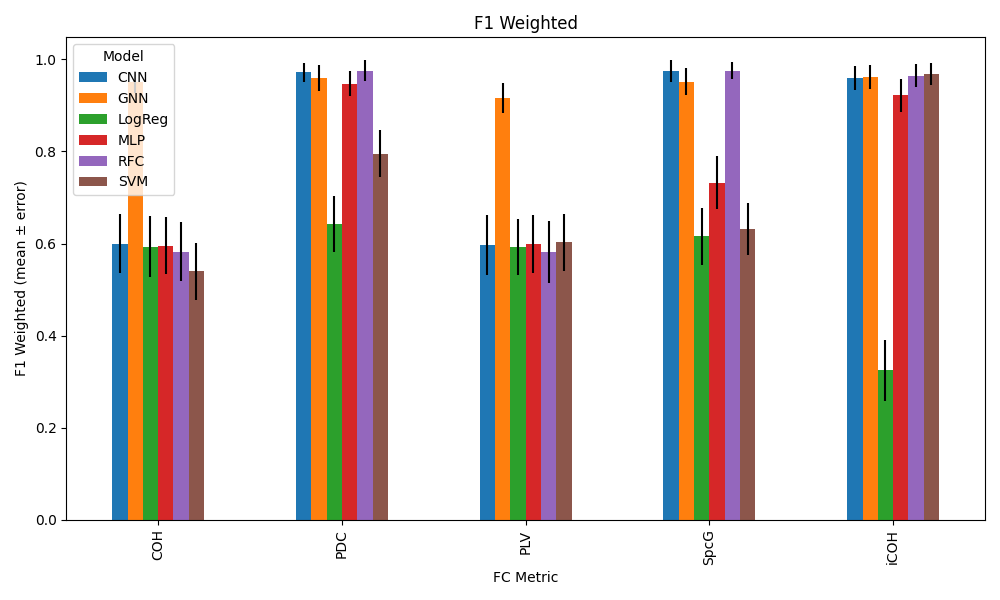 F1 Weighted
Model
CNN
GNN
LogReg
MLP
RFC
SVM
F1 Weighted (mean ± error)
1.0
0.8
0.6
0.4
0.2
0.0
COH
PDC
PLV
SpcG
iCOH
FC Metric